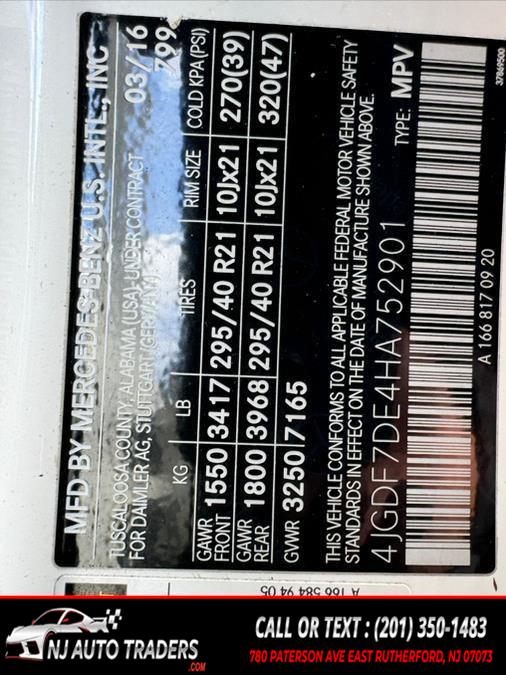 MFD BY MERCEDES-BENZ U.S. INTL., INC
TUSCALOOSA COUNTY, ALABAMA (USA)-UNDER CONTRACT 03/16
FOR DAIMLER AG, STUTTGART (GERMANY) 799
KG LB TIRES RIM SIZE COLD KPA(PSI)
GAWR FRONT 1550 3417 295/40 R21 10Jx21 270(39)
GAWR REAR 1800 3968 295/40 R21 10Jx21 320(47)
GVWR 3250 7165
THIS VEHICLE CONFORMS TO ALL APPLICABLE FEDERAL MOTOR VEHICLE SAFETY
STANDARDS IN EFFECT ON THE DATE OF MANUFACTURE SHOWN ABOVE.
4JGDF7DE4HA752901 TYPE: MPV
A 166 817 09 20
37869500
A 166 584 94 05
NJ AUTO TRADERS
.COM
CALL OR TEXT : (201) 350-1483
780 PATERSON AVE EAST RUTHERFORD, NJ 07073